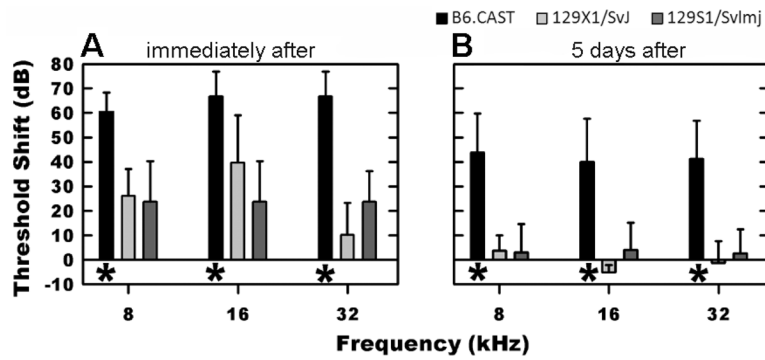 B6.CAST 129X1/SvJ 129S1/SvImj
A immediately after
B 5 days after
Threshold Shift (dB)
80
70
60
50
40
30
20
10
0
-10
* * *
* * *
8 16 32
8 16 32
Frequency (kHz)